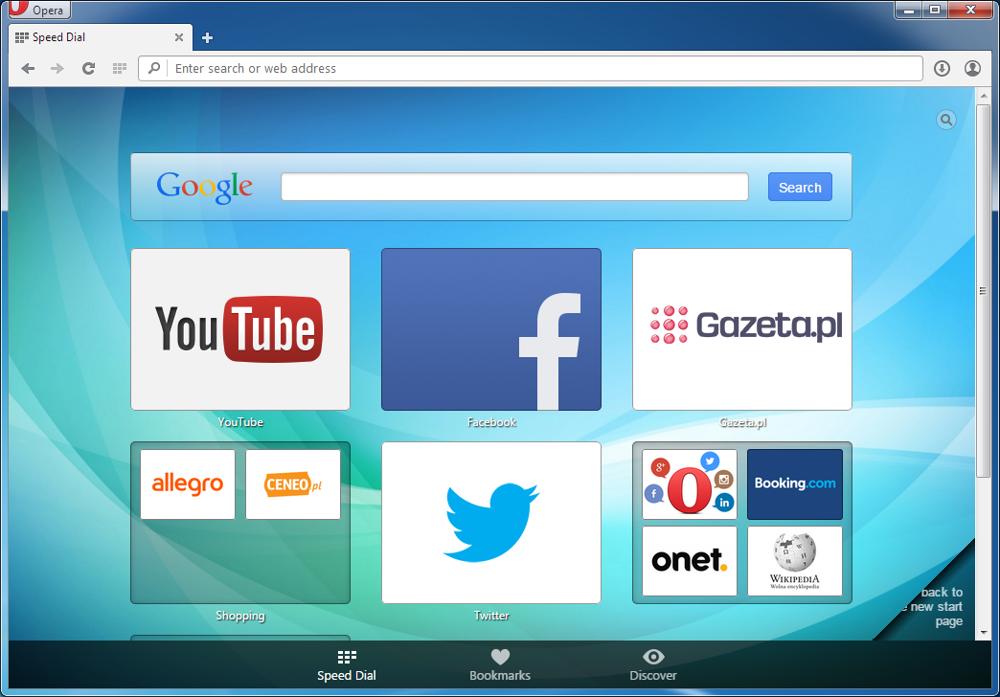 Opera
Speed Dial
Enter search or web address
Google
Search
YouTube
Gazeta.pl
YouTube
Facebook
Gazeta.pl
allegro
CENEO.pl
g+
Booking.com
f
in
onet.
WIKIPEDIA
Wolna encyklopedia
Shopping
Twitter
back to
new start
page
Speed Dial
Bookmarks
Discover